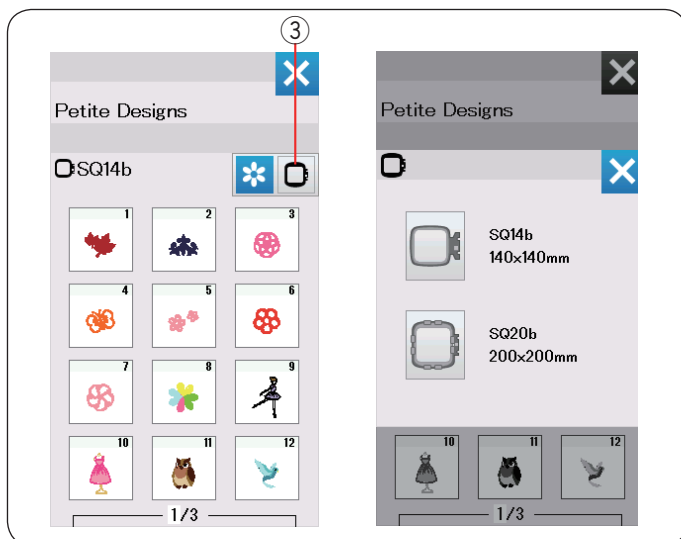 ③
Petite Designs
SQ14b
1 2 3
4 5 6
7 8 9
10 11 12
1/3
Petite Designs
SQ14b
140x140mm
SQ20b
200x200mm
10 11 12
1/3